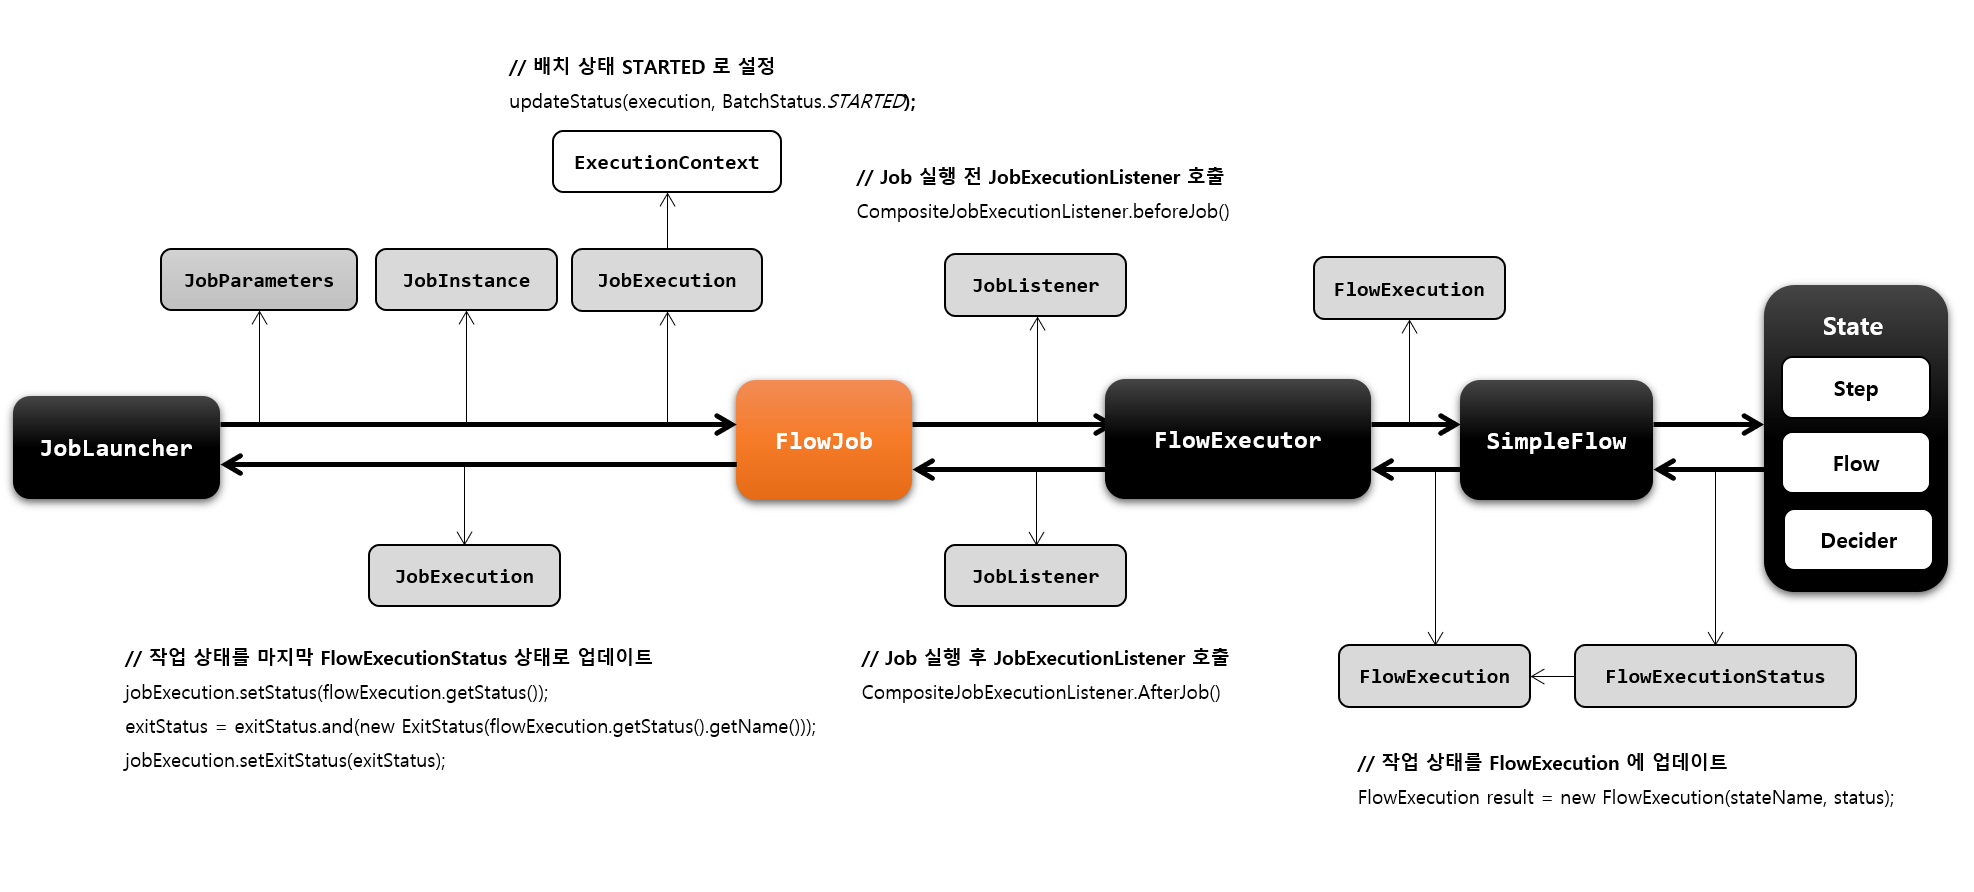 // 배치 상태 STARTED 로 설정
updateStatus(execution, BatchStatus.STARTED);
ExecutionContext
// Job 실행 전 JobExecutionListener 호출
CompositeJobExecutionListener.beforeJob()
JobParameters
JobInstance
JobExecution
JobListener
FlowExecution
JobLauncher
FlowJob
FlowExecutor
SimpleFlow
State
Step
Flow
Decider
JobExecution
JobListener
// 작업 상태를 마지막 FlowExecutionStatus 상태로 업데이트
jobExecution.setStatus(flowExecution.getStatus());
exitStatus = exitStatus.and(new ExitStatus(flowExecution.getStatus().getName()));
jobExecution.setExitStatus(exitStatus);
// Job 실행 후 JobExecutionListener 호출
CompositeJobExecutionListener.AfterJob()
FlowExecution
FlowExecutionStatus
// 작업 상태를 FlowExecution 에 업데이트
FlowExecution result = new FlowExecution(stateName, status);